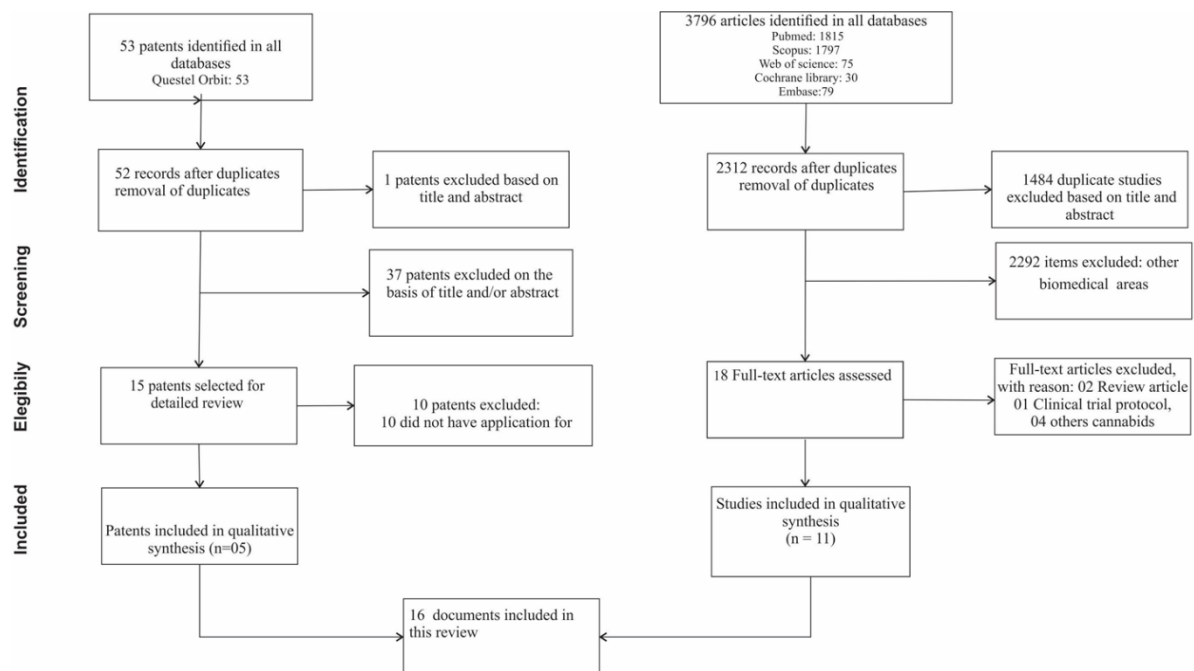 53 patents identified in all
databases
Questel Orbit: 53
3796 articles identified in all databases
Pubmed: 1815
Scopus: 1797
Web of science: 75
Cochrane library: 30
Embase:79
Identification
52 records after duplicates
removal of duplicates
1 patents excluded based on
title and abstract
2312 records after duplicates
removal of duplicates
1484 duplicate studies
excluded based on title and
abstract
Screening
37 patents excluded on the
basis of title and/or abstract
2292 items excluded: other
biomedical areas
Elegibily
15 patents selected for
detailed review
10 patents excluded:
10 did not have application for
18 Full-text articles assessed
Full-text articles excluded,
with reason: 02 Review article
01 Clinical trial protocol,
04 others cannabids
Included
Patents included in qualitative
synthesis (n=05)
Studies included in qualitative
synthesis
(n = 11)
16 documents included in
this review